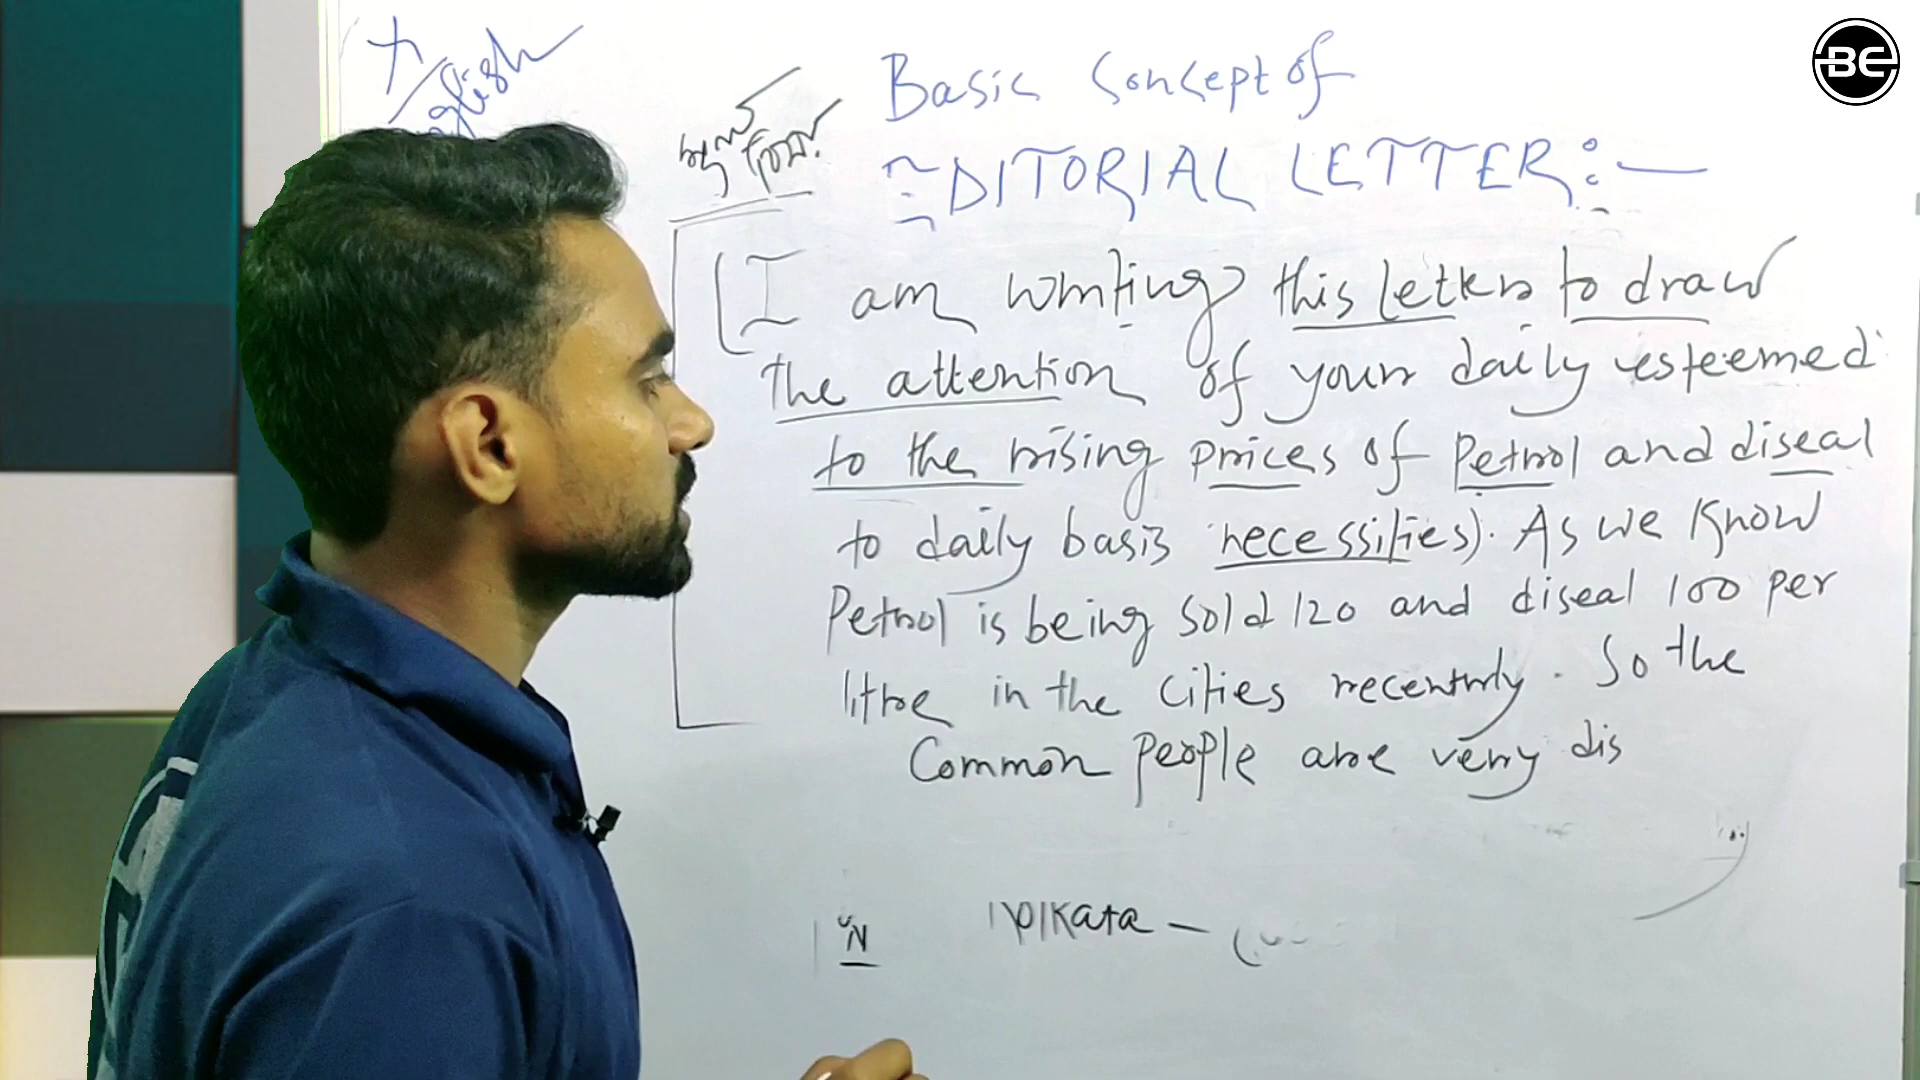 English
Basic Concept of
EDITORIAL LETTER :—
(I am writing this letter to draw
the attention of your daily esteemed
to the rising prices of Petrol and diseal
to daily basis necessities). As we know
Petrol is being sold 120 and diseal 100 per
litre in the cities recently. So the
Common People are very dis
Kolkata —
BE